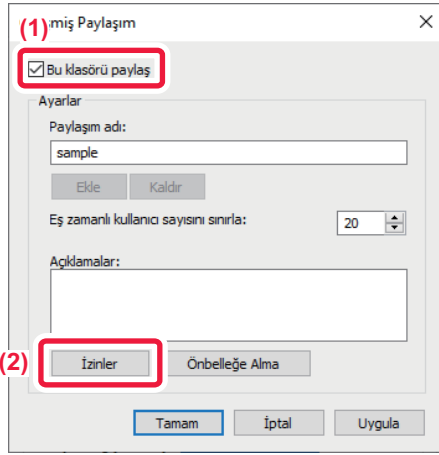 (1)
miş Paylaşım
Bu klasörü paylaş
Ayarlar
Paylaşım adı:
sample
Ekle Kaldır
Eş zamanlı kullanıcı sayısını sınırla: 20
Açıklamalar:
(2)
İzinler Önbelleğe Alma
Tamam İptal Uygula